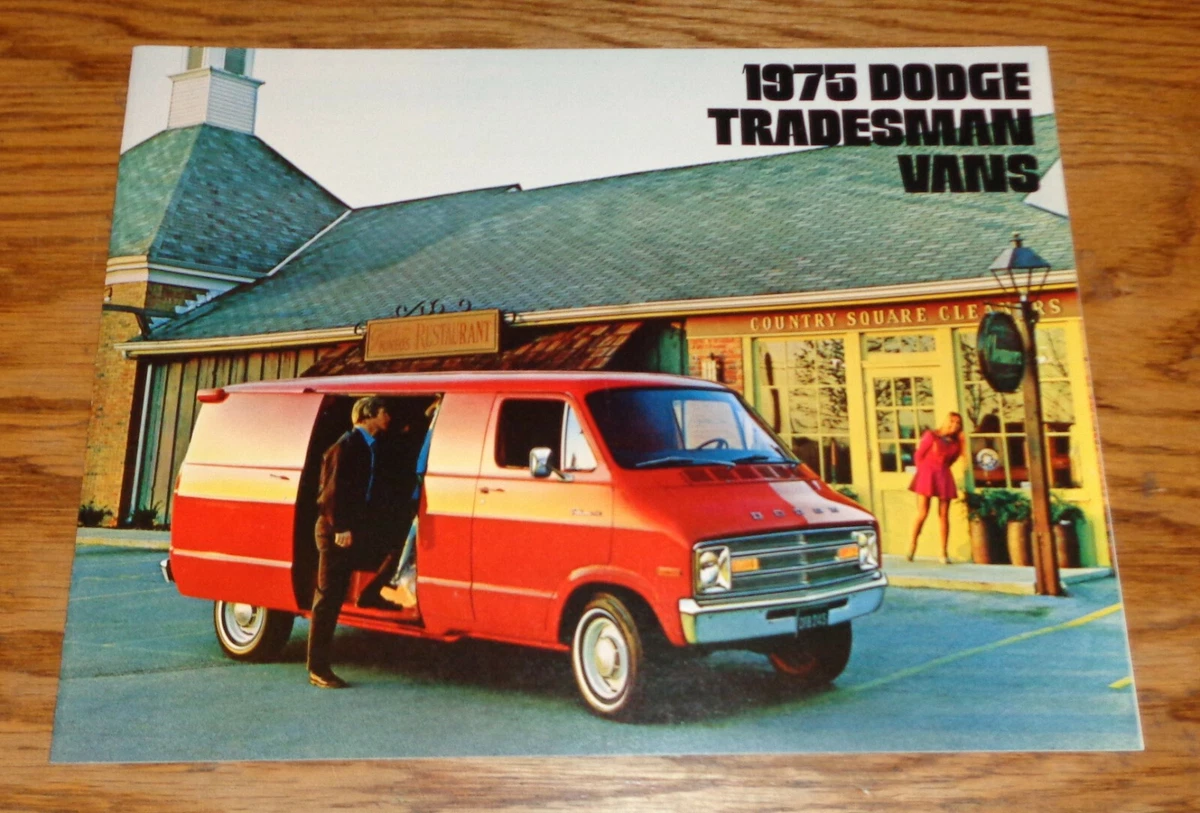 1975 DODGE
TRADESMAN
VANS
RESTAURANT
COUNTRY SQUARE CLEANERS
DODGE